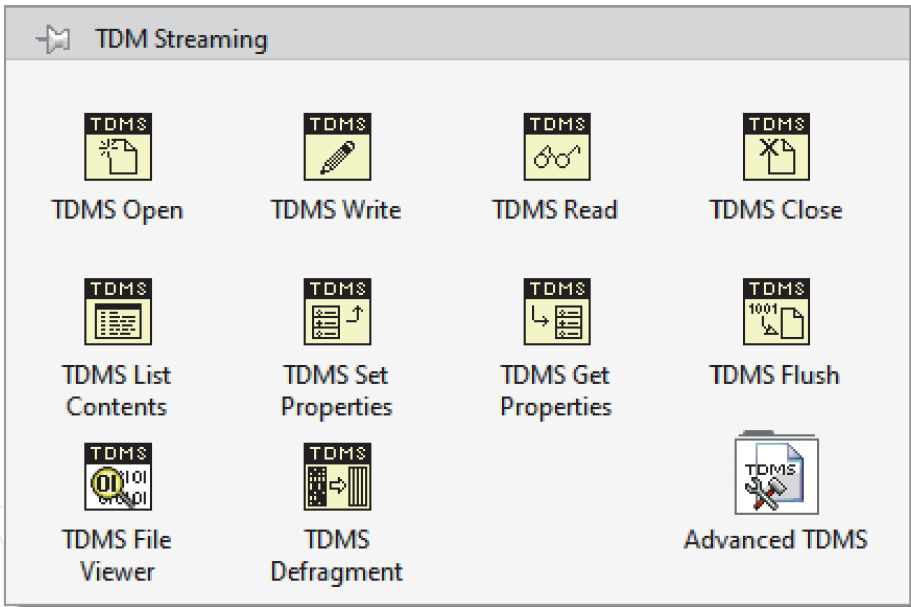 TDM Streaming
TDMS TDMS TDMS TDMS
TDMS Open TDMS Write TDMS Read TDMS Close
TDMS TDMS TDMS TDMS
1001
TDMS List TDMS Set TDMS Get TDMS Flush
Contents Properties Properties
TDMS TDMS TDMS
TDMS File TDMS Advanced TDMS
Viewer Defragment